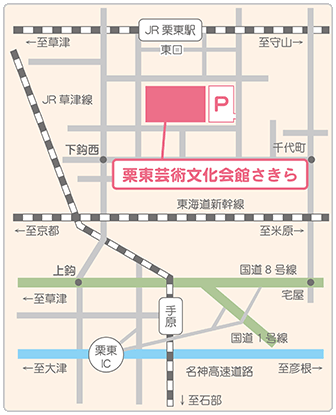 JR 栗東駅
←至草津
東口
至守山→
JR 草津線
P
下鈎西
千代町
栗東芸術文化会館さきら
東海道新幹線
←至京都
至米原→
上鈎
国道8号線
←至草津
宅屋
手原
国道1号線
栗東
IC
←至大津
名神高速道路
→至彦根
↓至石部